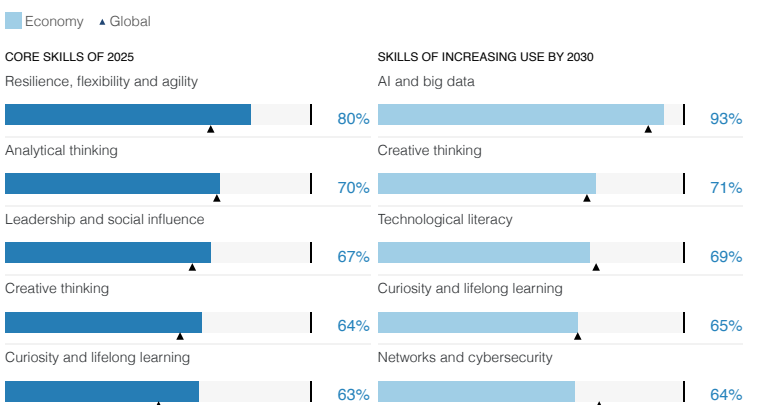 Economy Global
CORE SKILLS OF 2025
Resilience, flexibility and agility
80%
Analytical thinking
70%
Leadership and social influence
67%
Creative thinking
64%
Curiosity and lifelong learning
63%
SKILLS OF INCREASING USE BY 2030
AI and big data
93%
Creative thinking
71%
Technological literacy
69%
Curiosity and lifelong learning
65%
Networks and cybersecurity
64%